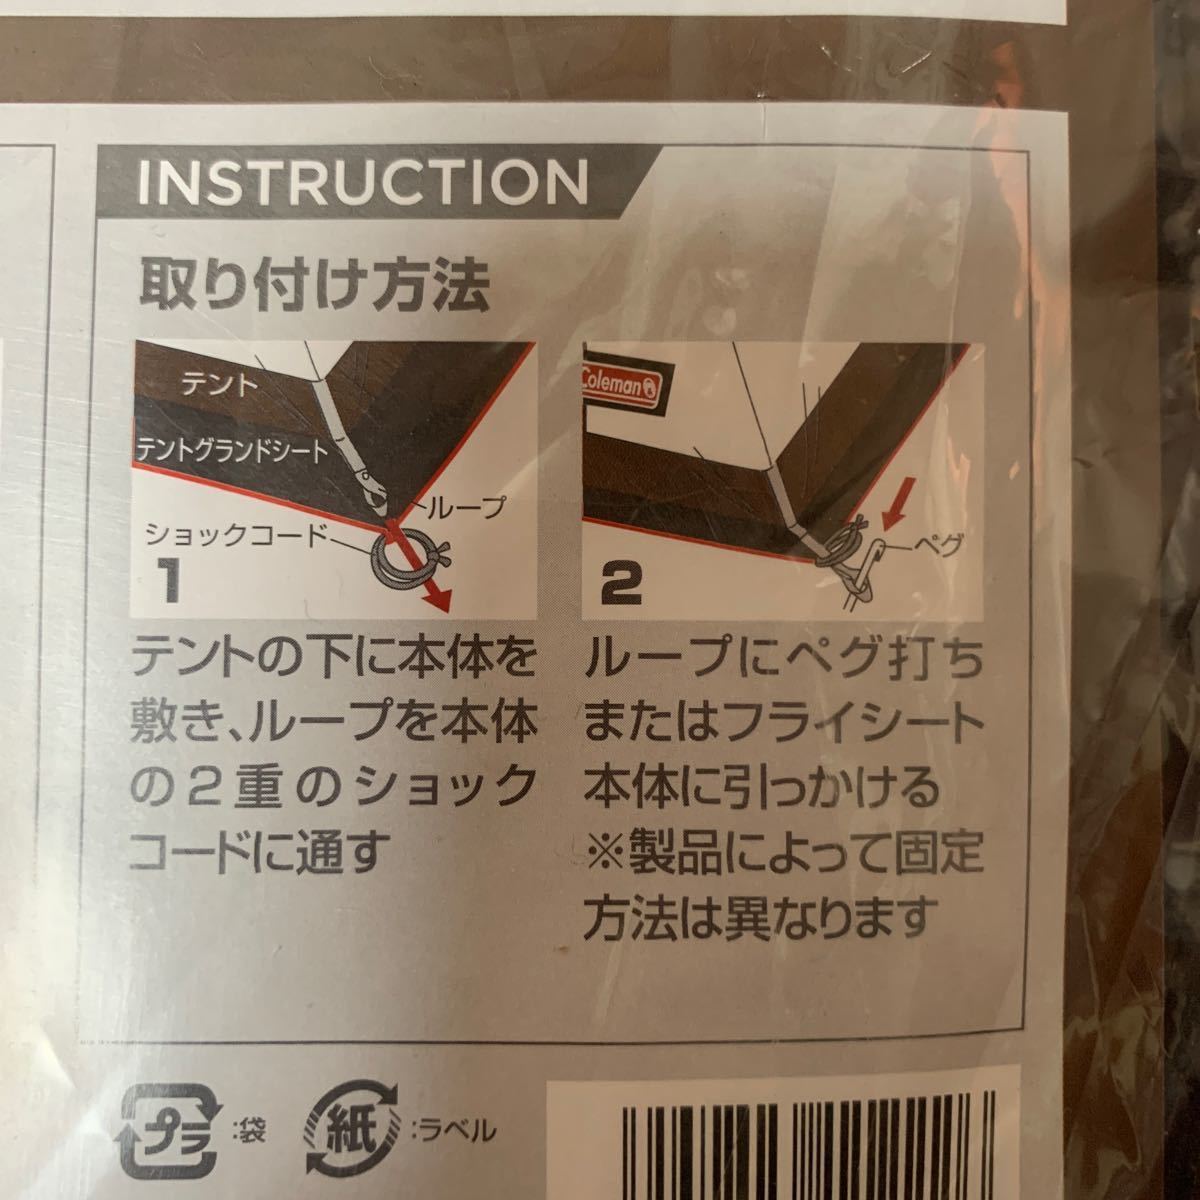 INSTRUCTION
取り付け方法
テント
テントグランドシート
ループ
ショックコード
1
テントの下に本体を
敷き、ループを本体
の2重のショック
コードに通す
Coleman
ペグ
2
ループにペグ打ち
またはフライシート
本体に引っかける
※製品によって固定
方法は異なります
プラ:袋
紙:ラベル